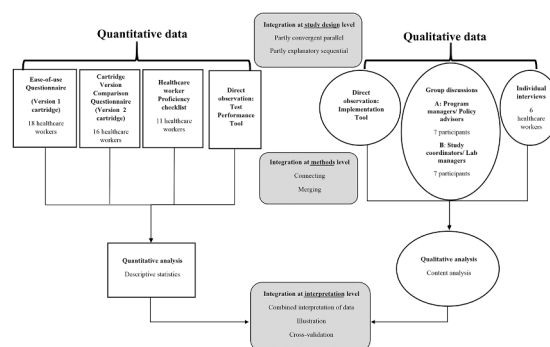 Quantitative data
Integration at study design level
Partly convergent parallel
Partly explanatory sequential
Qualitative data
Ease-of-use
Questionnaire
(Version 1
cartridge)
18 healthcare
workers
Cartridge
Version
Comparison
Questionnaire
(Version 2
cartridge)
16 healthcare
workers
Healthcare
worker
Proficiency
checklist
11 healthcare
workers
Direct
observation:
Test
Performance
Tool
Direct
observation:
Implementation
Tool
Group discussions
A: Program
managers/ Policy
advisors
7 participants
B: Study
coordinators/ Lab
managers
7 participants
Individual
interviews
6
healthcare
workers
Integration at methods level
Connecting
Merging
Quantitative analysis
Descriptive statistics
Qualitative analysis
Content analysis
Integration at interpretation level
Combined interpretation of data
Illustration
Cross-validation